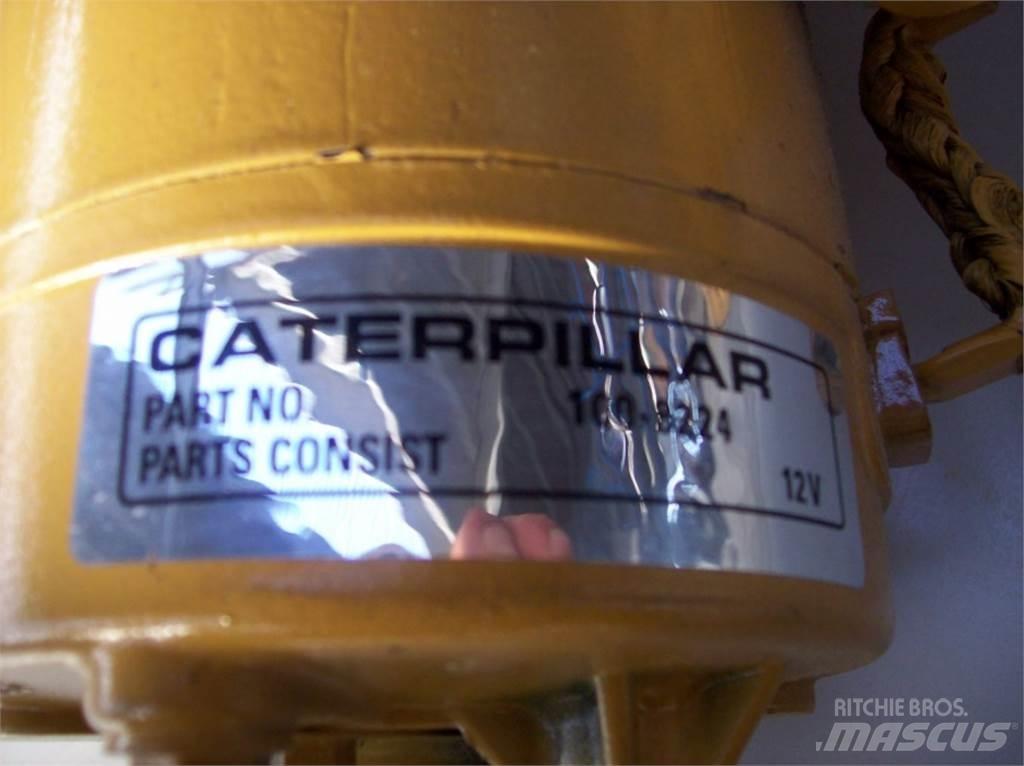 CATERPILLAR
PART NO
PARTS CONSIST
12V
RITCHIE BROS.
MASCUS